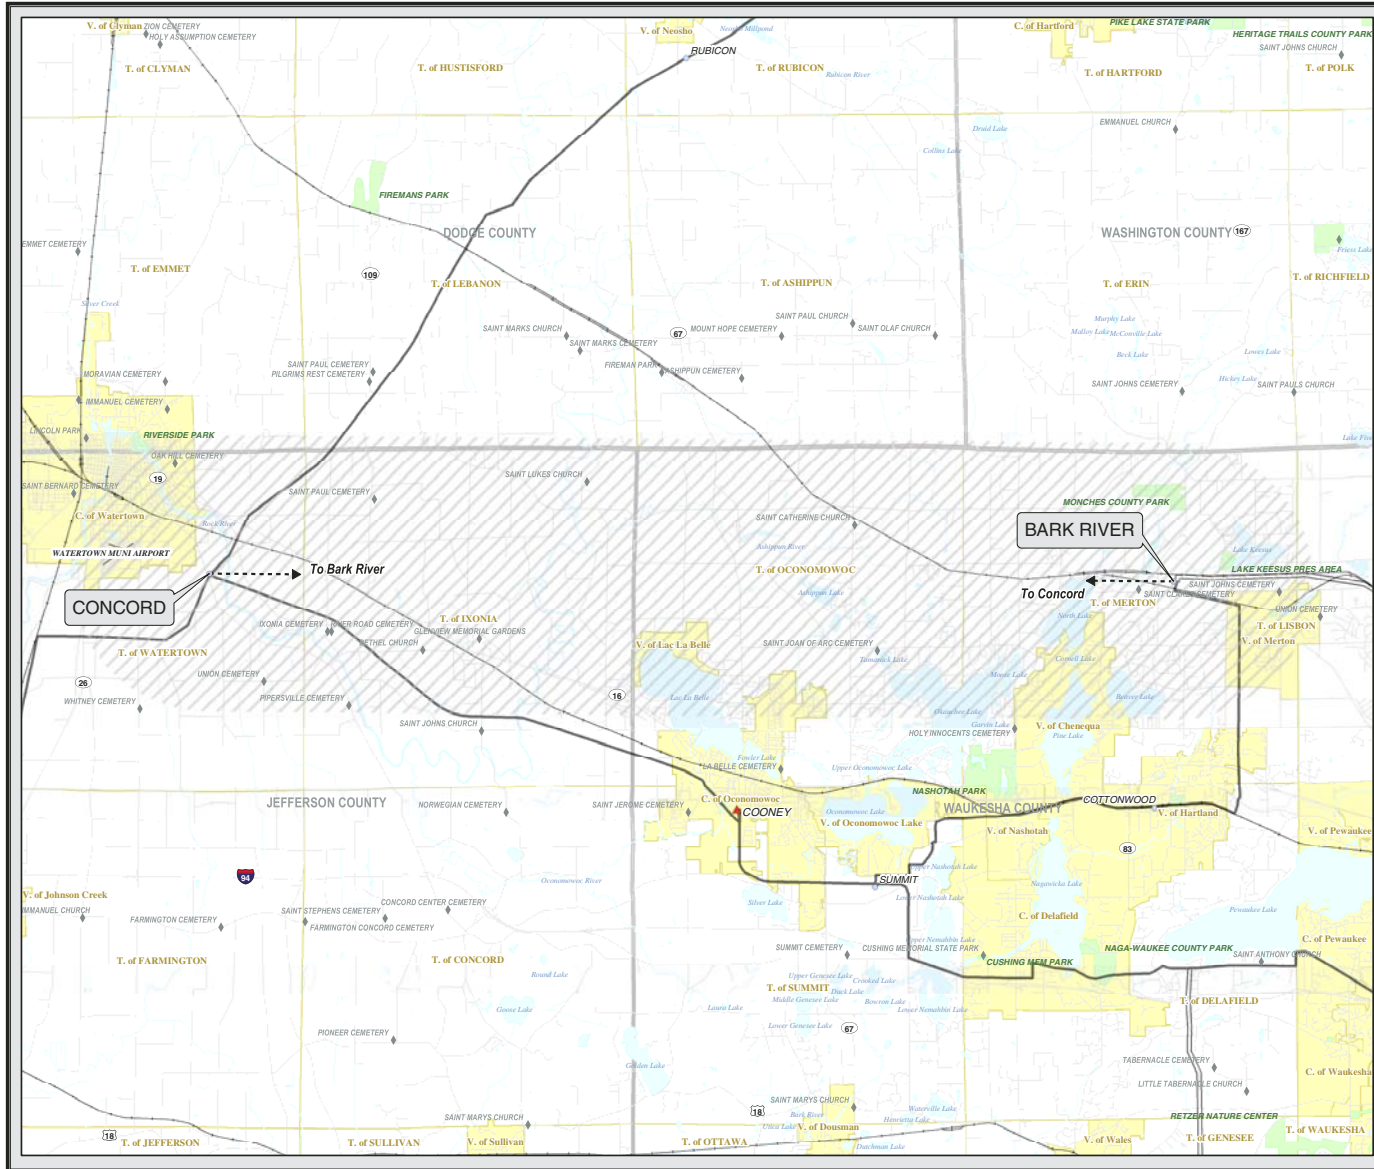 V. of Clyman
ZION CEMETERY
HOLY ASSUMPTION CEMETERY
T. of CLYMAN
T. of HUSTISFORD
V. of Neosho
Neosho Millpond
RUBICON
T. of RUBICON
Rubicon River
C. of Hartford
PIKE LAKE STATE PARK
HERITAGE TRAILS COUNTY PARK
SAINT JOHNS CHURCH
T. of HARTFORD
T. of POLK
EMMANUEL CHURCH
Druid Lake
Collins Lake
FIREMANS PARK
DODGE COUNTY
WASHINGTON COUNTY
167
EMMET CEMETERY
Friess Lake
T. of EMMET
109
T. of LEBANON
T. of ASHIPPUN
T. of ERIN
T. of RICHFIELD
Silver Creek
SAINT MARKS CHURCH
SAINT MARKS CEMETERY
67
MOUNT HOPE CEMETERY
SAINT PAUL CHURCH
SAINT OLAF CHURCH
Murphy Lake
Malloy Lake
McConville Lake
Beck Lake
Lowes Lake
Hickey Lake
SAINT PAUL CEMETERY
PILGRIMS REST CEMETERY
MORAVIAN CEMETERY
FIREMAN PARK
ASHIPPUN CEMETERY
SAINT JOHNS CEMETERY
SAINT PAULS CHURCH
IMMANUEL CEMETERY
LINCOLN PARK
RIVERSIDE PARK
OAK HILL CEMETERY
Lake Five
19
SAINT BERNARD CEMETERY
SAINT PAUL CEMETERY
SAINT LUKES CHURCH
C. of Watertown
Rock River
MONCHES COUNTY PARK
SAINT CATHERINE CHURCH
BARK RIVER
WATERTOWN MUNI AIRPORT
Ashippun River
Lake Keesus
To Bark River
T. of OCONOMOWOC
LAKE KEESUS PRES AREA
CONCORD
To Concord
SAINT JOHNS CEMETERY
SAINT CLARES CEMETERY
Ashippun Lake
T. of MERTON
UNION CEMETERY
North Lake
T. of LISBON
IXONIA CEMETERY
RIVER ROAD CEMETERY
T. of IXONIA
GLENVIEW MEMORIAL GARDENS
BETHEL CHURCH
V. of Lac La Belle
SAINT JOAN OF ARC CEMETERY
V. of Merton
T. of WATERTOWN
Tamarack Lake
Cornell Lake
UNION CEMETERY
26
WHITNEY CEMETERY
PIPERSVILLE CEMETERY
16
Lac La Belle
Moose Lake
Beaver Lake
Okauchee Lake
Garvin Lake
HOLY INNOCENTS CEMETERY
V. of Chenequa
Pine Lake
SAINT JOHNS CHURCH
Fowler Lake
LA BELLE CEMETERY
Upper Oconomowoc Lake
JEFFERSON COUNTY
NORWEGIAN CEMETERY
SAINT JEROME CEMETERY
C. of Oconomowoc
COONEY
NASHOTAH PARK
WAUKESHA COUNTY
COTTONWOOD
Oconomowoc Lake
V. of Oconomowoc Lake
V. of Nashotah
V. of Hartland
V. of Pewaukee
83
94
Upper Nashotah Lake
SUMMIT
Lower Nashotah Lake
Nagawicka Lake
V. of Johnson Creek
IMMANUEL CHURCH
FARMINGTON CEMETERY
SAINT STEPHENS CEMETERY
CONCORD CENTER CEMETERY
FARMINGTON CONCORD CEMETERY
Oconomowoc River
Silver Lake
C. of Delafield
Pewaukee Lake
C. of Pewaukee
SUMMIT CEMETERY
Upper Nemahbin Lake
CUSHING MEMORIAL STATE PARK
CUSHING MEM PARK
NAGA-WAUKEE COUNTY PARK
SAINT ANTHONY CHURCH
T. of FARMINGTON
T. of CONCORD
Round Lake
Upper Genesee Lake
Crooked Lake
T. of SUMMIT
Duck Lake
Middle Genesee Lake
Bowron Lake
Goose Lake
Laura Lake
Lower Nemahbin Lake
T. of DELAFIELD
Lower Genesee Lake
67
PIONEER CEMETERY
Golden Lake
TABERNACLE CEMETERY
LITTLE TABERNACLE CHURCH
C. of Waukesha
SAINT MARYS CHURCH
18
SAINT MARYS CHURCH
Bark River
Utica Lake
V. of Dousman
Waterville Lake
Henrietta Lake
Dutchman Lake
RETZER NATURE CENTER
18
T. of JEFFERSON
T. of SULLIVAN
V. of Sullivan
T. of OTTAWA
V. of Wales
T. of GENESEE
T. of WAUKESHA